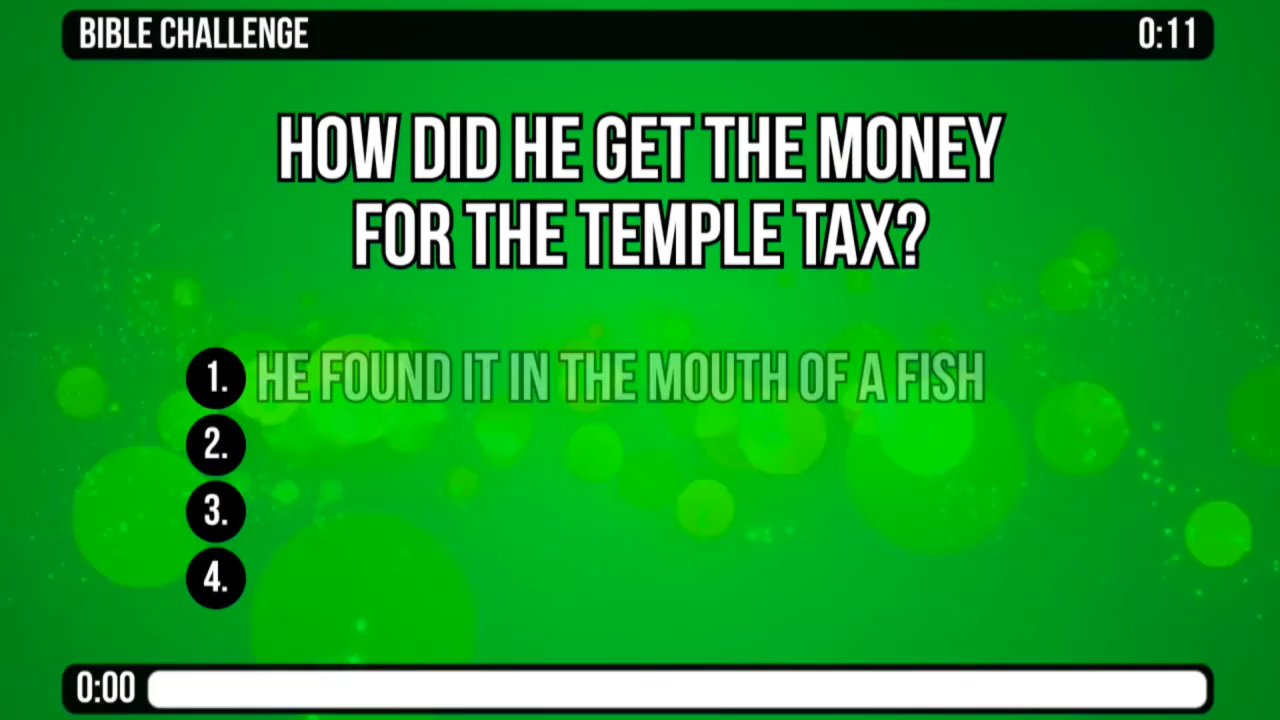 BIBLE CHALLENGE
0:11
HOW DID HE GET THE MONEY
FOR THE TEMPLE TAX?
1. HE FOUND IT IN THE MOUTH OF A FISH
2.
3.
4.
0:00